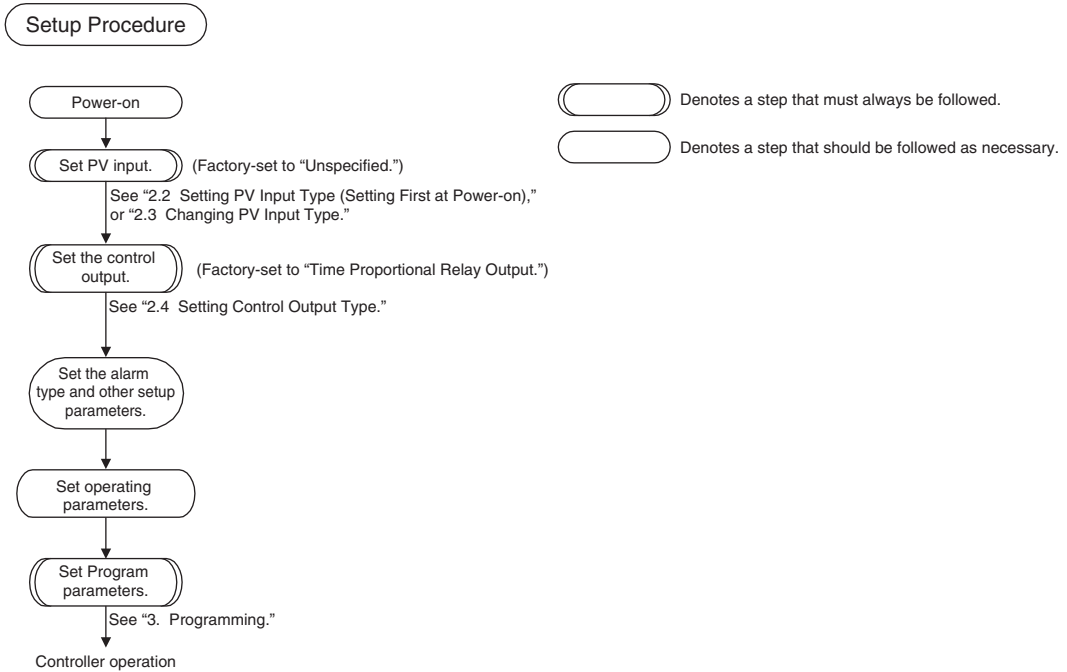 Setup Procedure
Power-on
Denotes a step that must always be followed.
Denotes a step that should be followed as necessary.
Set PV input.
(Factory-set to “Unspecified.”)
See “2.2 Setting PV Input Type (Setting First at Power-on),”
or “2.3 Changing PV Input Type.”
Set the control
output.
(Factory-set to “Time Proportional Relay Output.”)
See “2.4 Setting Control Output Type.”
Set the alarm
type and other setup
parameters.
Set operating
parameters.
Set Program
parameters.
See “3. Programming.”
Controller operation